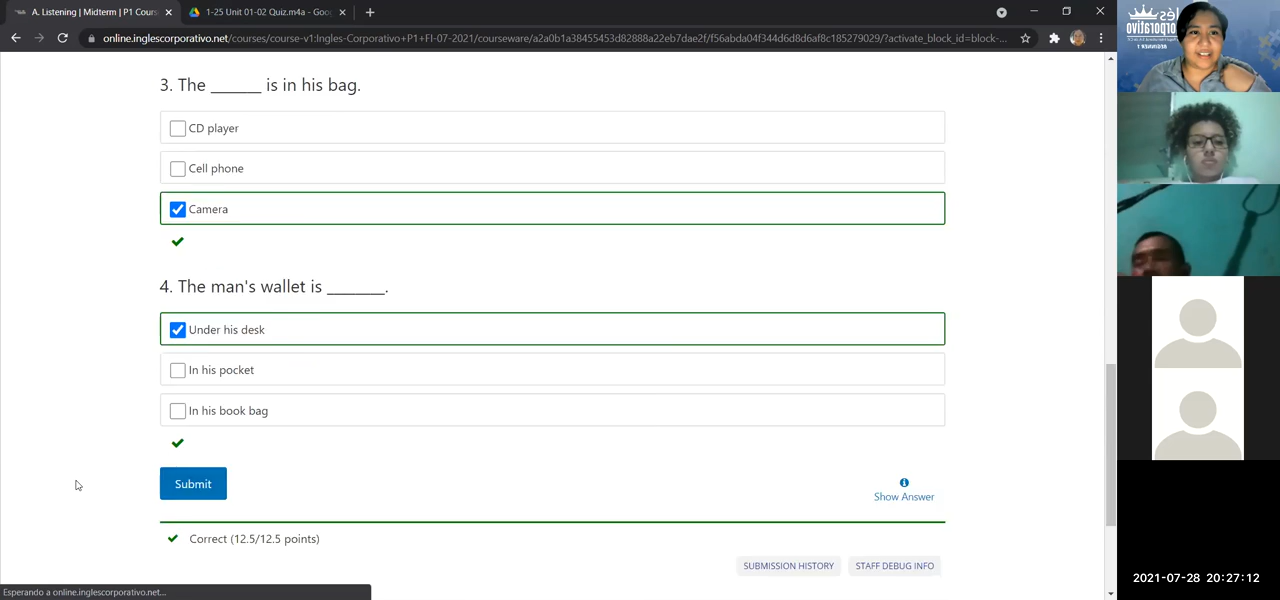 A. Listening | Midterm | P1 Cours
1-25 Unit 01-02 Quiz.m4a - Goo
online.inglescorporativo.net/courses/course-v1:Ingles-Corporativo+P1+FI-07-2021/courseware/a2a0b1a38455453d82888a22eb7dae2f/f56abda04f344d6d8d6af8c185279029/?activate_block_id=block-...
3. The ______ is in his bag.
CD player
Cell phone
Camera
4. The man's wallet is _______.
Under his desk
In his pocket
In his book bag
Submit
Show Answer
Correct (12.5/12.5 points)
SUBMISSION HISTORY
STAFF DEBUG INFO
Esperando a online.inglescorporativo.net...
2021-07-28 20:27:12